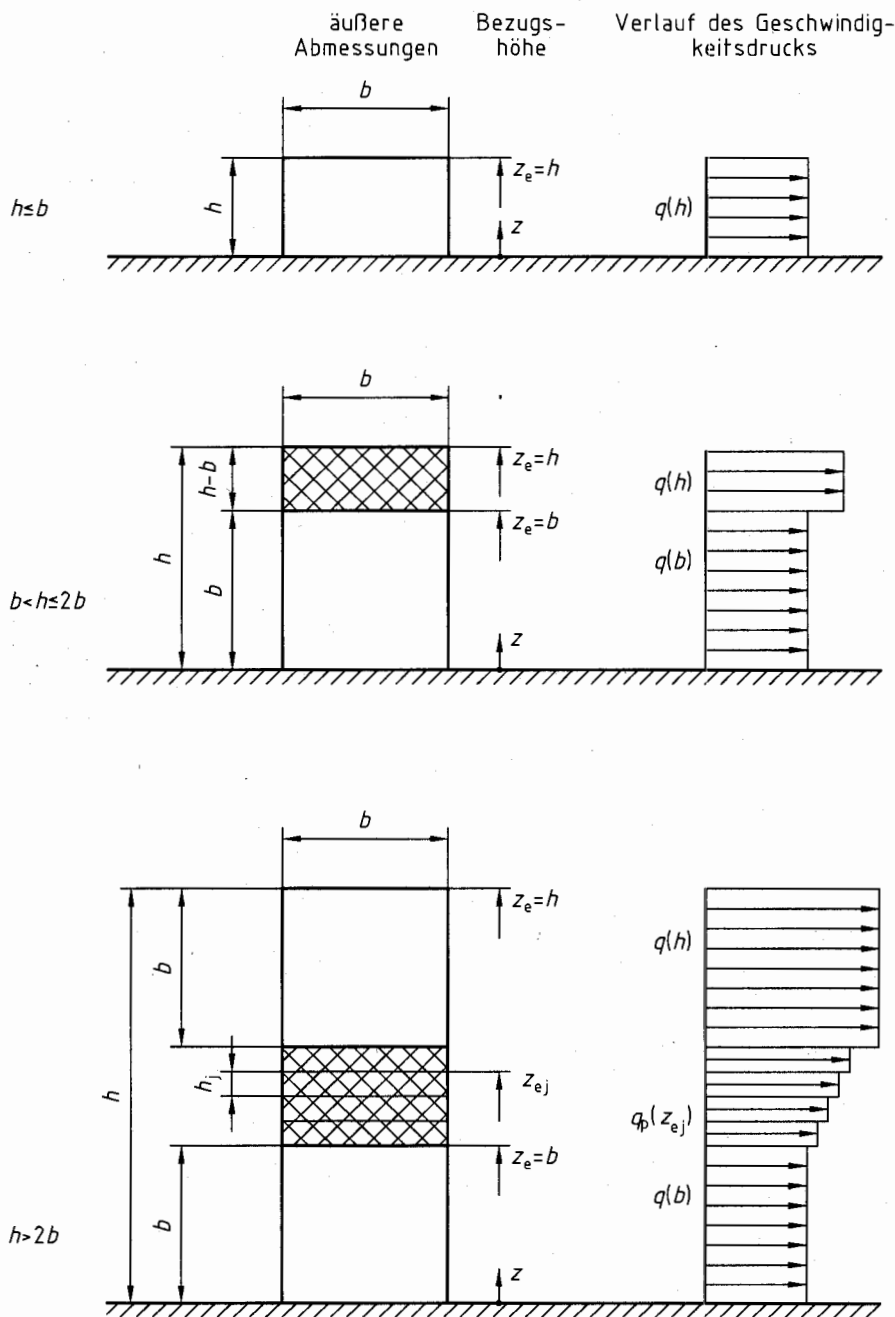 äußere Abmessungen
Bezugs-
höhe
Verlauf des Geschwindig-
keitsdrucks
h≤b
b
h
z_e=h
z
q(h)
b<h≤2b
b
h
h–b
b
z_e=h
z_e=b
z
q(h)
q(b)
h>2b
b
h
b
h_j
b
z_e=h
z_ej
z_e=b
z
q(h)
q_p(z_ej)
q(b)